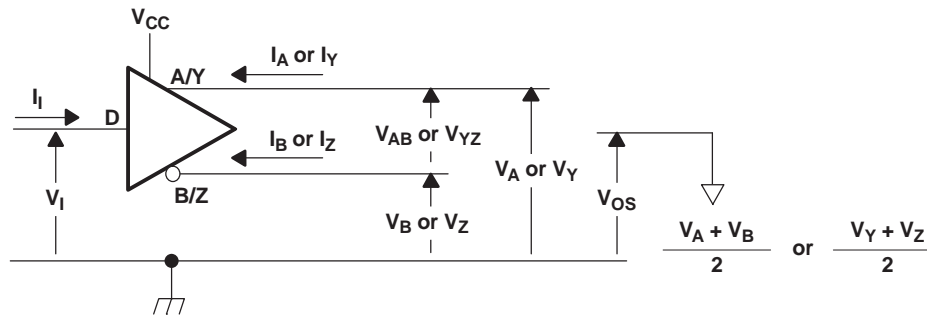 V_CC
I_A or I_Y
A/Y
I_I
D
I_B or I_Z
V_AB or V_YZ
V_A or V_Y
V_I
B/Z
V_B or V_Z
V_OS
V_A + V_B
2
or
V_Y + V_Z
2